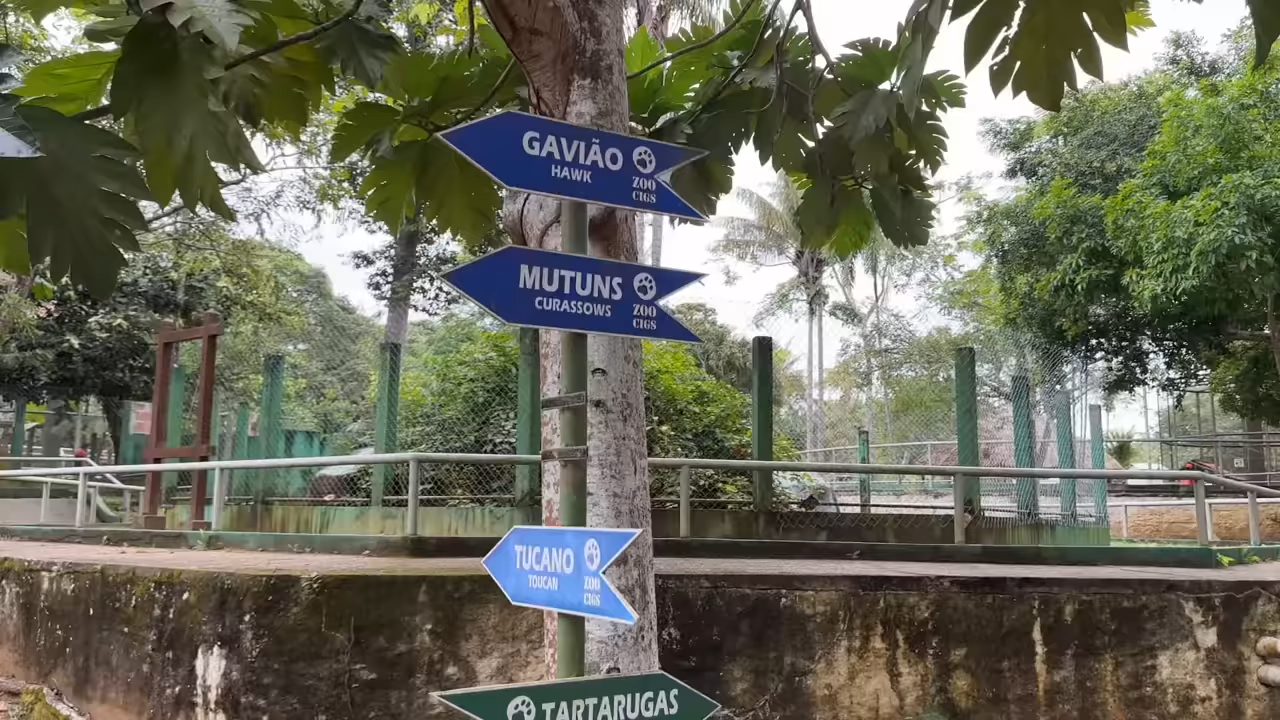 GAVIÃO
HAWK
ZOO
CIGS
MUTUNS
CURASSOWS
ZOO
CIGS
TUCANO
TOUCAN
ZOO
CIGS
TARTARUGAS